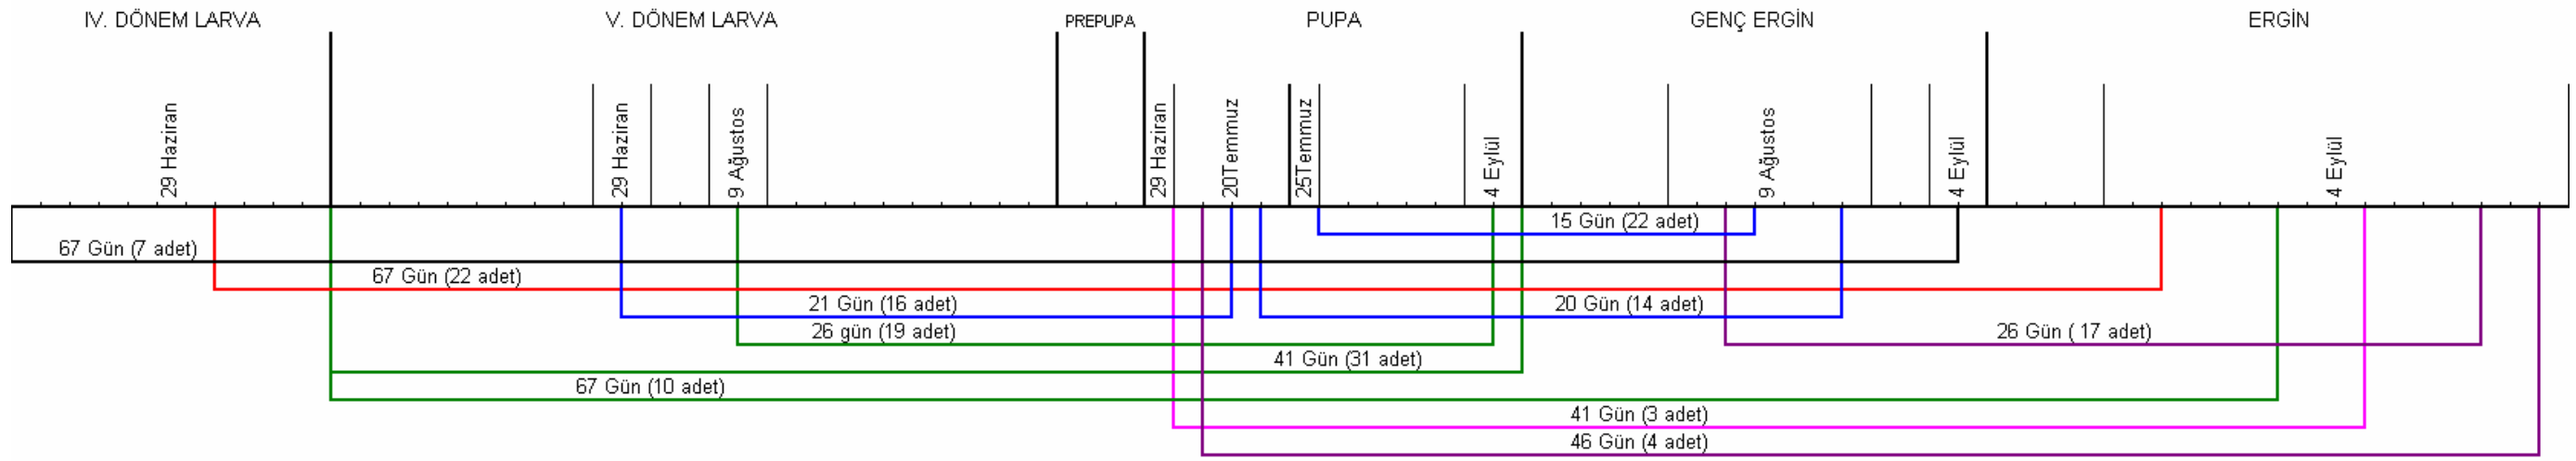 IV. DÖNEM LARVA
V. DÖNEM LARVA
PREPUPA
PUPA
GENÇ ERGİN
ERGİN
29 Haziran
29 Haziran
9 Ağustos
29 Haziran
20Temmuz
25Temmuz
4 Eylül
9 Ağustos
4 Eylül
4 Eylül
15 Gün (22 adet)
67 Gün (7 adet)
67 Gün (22 adet)
21 Gün (16 adet)
20 Gün (14 adet)
26 gün (19 adet)
26 Gün ( 17 adet)
41 Gün (31 adet)
67 Gün (10 adet)
41 Gün (3 adet)
46 Gün (4 adet)